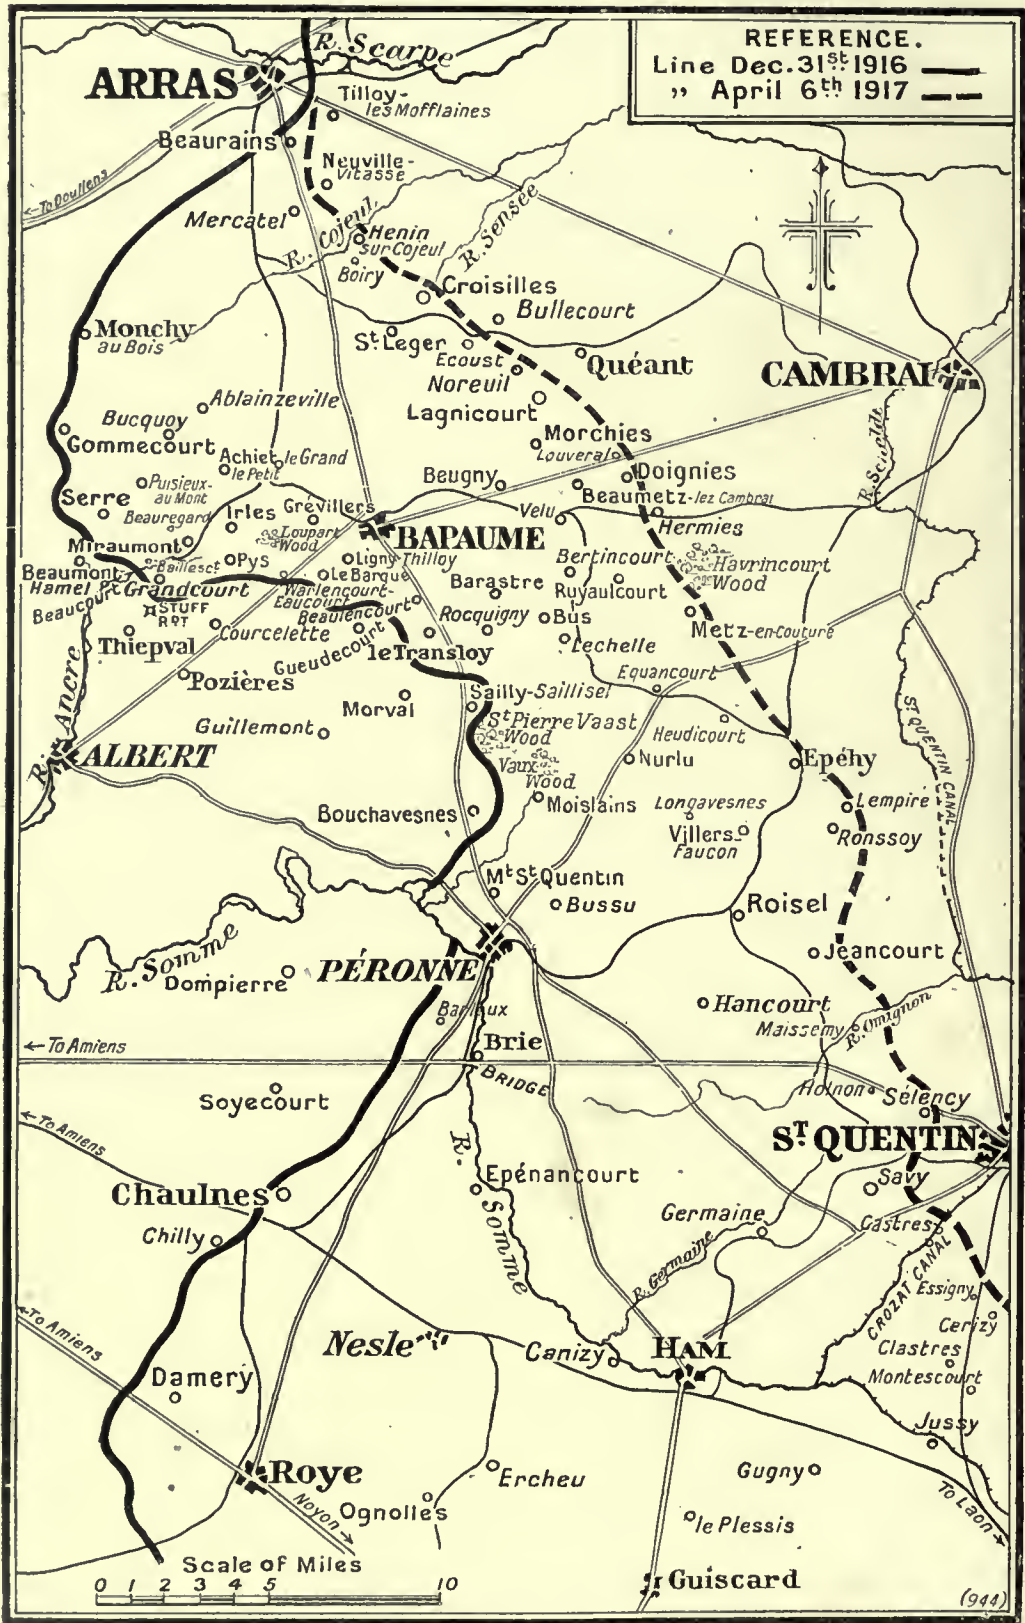 REFERENCE.
Line Dec. 31st 1916
„ April 6th 1917
R. Scarpe
ARRAS
Tilloy-
les Mofflaines
Beaurains
Neuville-
Vitasse
←To Doullens
Mercatel
R. Cojeul
Henin
sur Cojeul
R. Sensée
Boiry
Croisilles
Bullecourt
Monchy
au Bois
St. Leger
Ecoust
Quéant
Noreuil
CAMBRAI
Lagnicourt
Ablainzeville
Bucquoy
Gommecourt
Morchies
Louveral
R. Schelde
Achiet le Grand
le Petit
Beugny
Doignies
Puisieux-
au Mont
Beaumetz-lez Cambrai
Serre
Beauregard
Irles
Grévillers
Velu
Hermies
Loupart
Wood
BAPAUME
Miraumont
Pys
Ligny-Thilloy
Bertincourt
Havrincourt
Wood
Beaumont
Hamel
Baillesct
Le Barque
Barastre
Ruyaulcourt
Beaucourt
Grandcourt
Warlencourt-
Eaucourt
Beaulencourt
STUFF
RDT
Rocquigny
Bus
Metz-en-Couture
Thiepval
Courcelette
Gueudecourt
le Transloy
Lechelle
Pozières
Equancourt
R. Ancre
Morval
Sailly-Saillisel
Guillemont
St Pierre Vaast
Wood
Heudicourt
ST QUENTIN CANAL
ALBERT
Vaux
Wood
Nurlu
Epéhy
Bouchavesnes
Moislains
Longavesnes
Lempire
Villers-
Faucon
Ronssoy
Mt St Quentin
Bussu
Roisel
R. Somme
Jeancourt
PÉRONNE
Dompierre
Barleux
Hancourt
Maissemy
R. Omignon
←To Amiens
Brie
BRIDGE
Holnon
Sélency
Soyecourt
←To Amiens
ST. QUENTIN
R. Somme
Epénancourt
Savy
Chaulnes
Germaine
Castres
Chilly
R. Germaine
CROZAT CANAL
Essigny
←To Amiens
Cerizy
Nesle
Canizy
HAM
Clastres
Damery
Montescourt
Jussy
Roye
Ercheu
Gugny
Noyon→
Ognolles
To Laon→
le Plessis
Scale of Miles
0 1 2 3 4 5 10
Guiscard
(944)